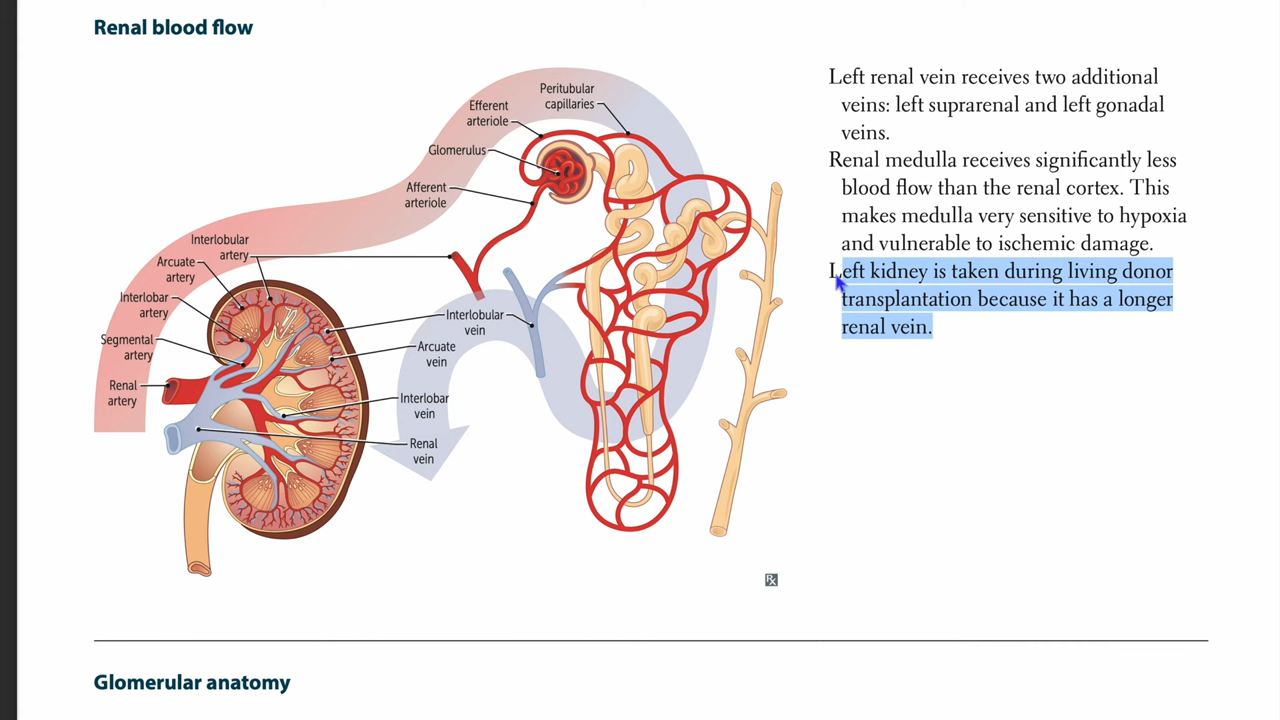 Renal blood flow
Peritubular
capillaries
Efferent
arteriole
Glomerulus
Afferent
arteriole
Interlobular
artery
Arcuate
artery
Interlobar
artery
Segmental
artery
Renal
artery
Interlobular
vein
Arcuate
vein
Interlobar
vein
Renal
vein
Left renal vein receives two additional
veins: left suprarenal and left gonadal
veins.
Renal medulla receives significantly less
blood flow than the renal cortex. This
makes medulla very sensitive to hypoxia
and vulnerable to ischemic damage.
Left kidney is taken during living donor
transplantation because it has a longer
renal vein.
Rx
Glomerular anatomy